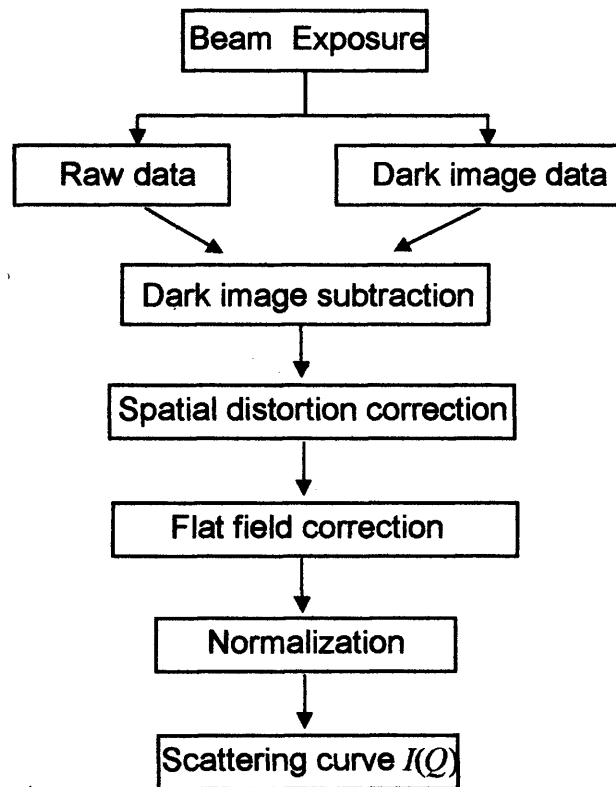 Beam Exposure
Raw data
Dark image data
Dark image subtraction
Spatial distortion correction
Flat field correction
Normalization
Scattering curve I(Q)